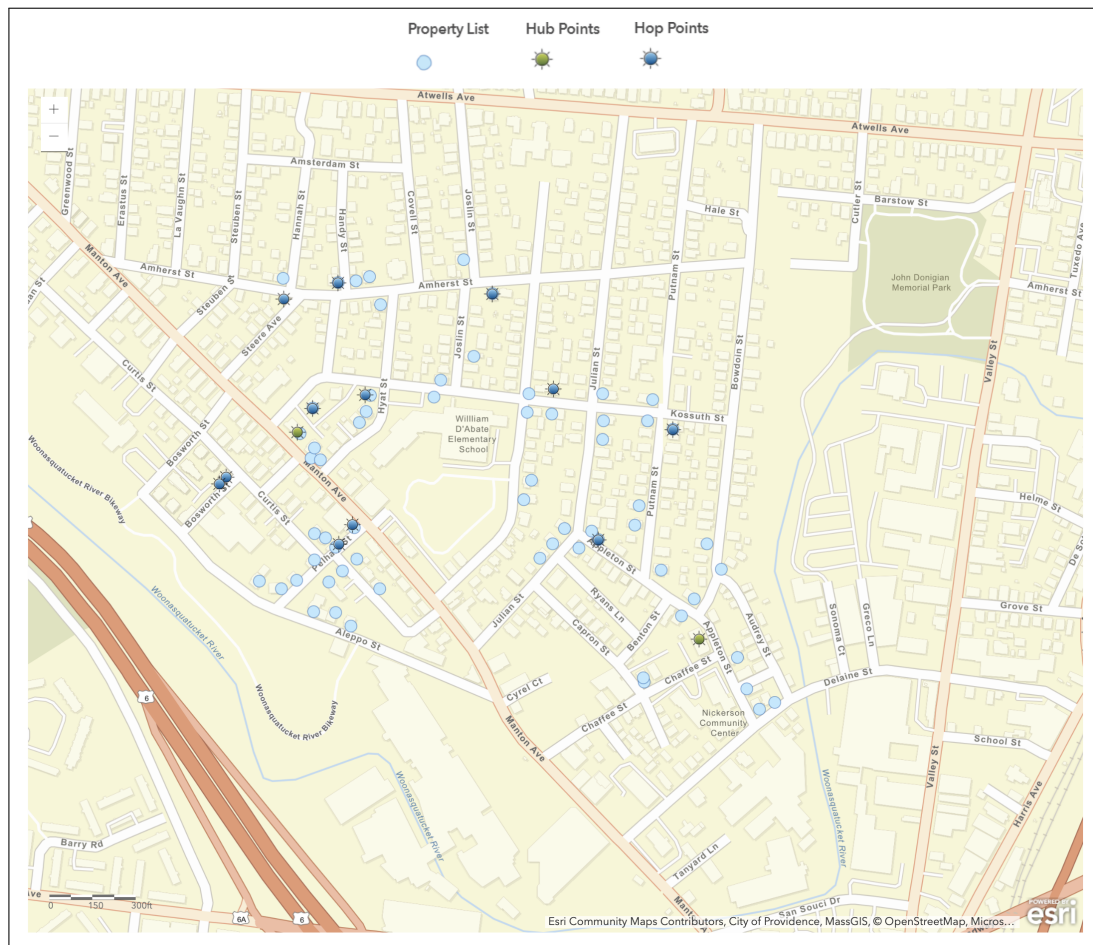 Property List
Hub Points
Hop Points
+
−
Atwells Ave
Atwells Ave
Greenwood St
Erastus St
La Vaughn St
Steuben St
Hannah St
Amsterdam St
Handy St
Covell St
Joslin St
Hale St
Cutler St
Barstow St
Tuxedo Ave
Manton Ave
Amherst St
Amherst St
Putnam St
John Donigian
Memorial Park
Amherst St
Steuben St
Steere Ave
Joslin St
Julian St
Bowdoin St
Valley St
Curtis St
Hyat St
Kossuth St
Willliam
D'Abate
Elementary
School
Bosworth St
Woonasquatucket River Bikeway
Manton Ave
Bosworth St
Curtis St
Putnam St
Helme St
Pelham St
Appleton St
Ryans Ln
Benton St
Julian St
Capron St
Appleton St
Audrey St
Sonoma Ct
Greco Ln
Grove St
Woonasquatucket River
Aleppo St
Chaffee St
Delaine St
Cyrel Ct
Chaffee St
Nickerson
Community
Center
6
Woonasquatucket River Bikeway
Manton Ave
School St
Valley St
Harris Ave
Woonasquatucket River
Woonasquatucket River
Barry Rd
Tanyard Ln
San Souci Dr
0 150 300ft
6A
6
Esri Community Maps Contributors, City of Providence, MassGIS, © OpenStreetMap, Micros...
POWERED BY
esri